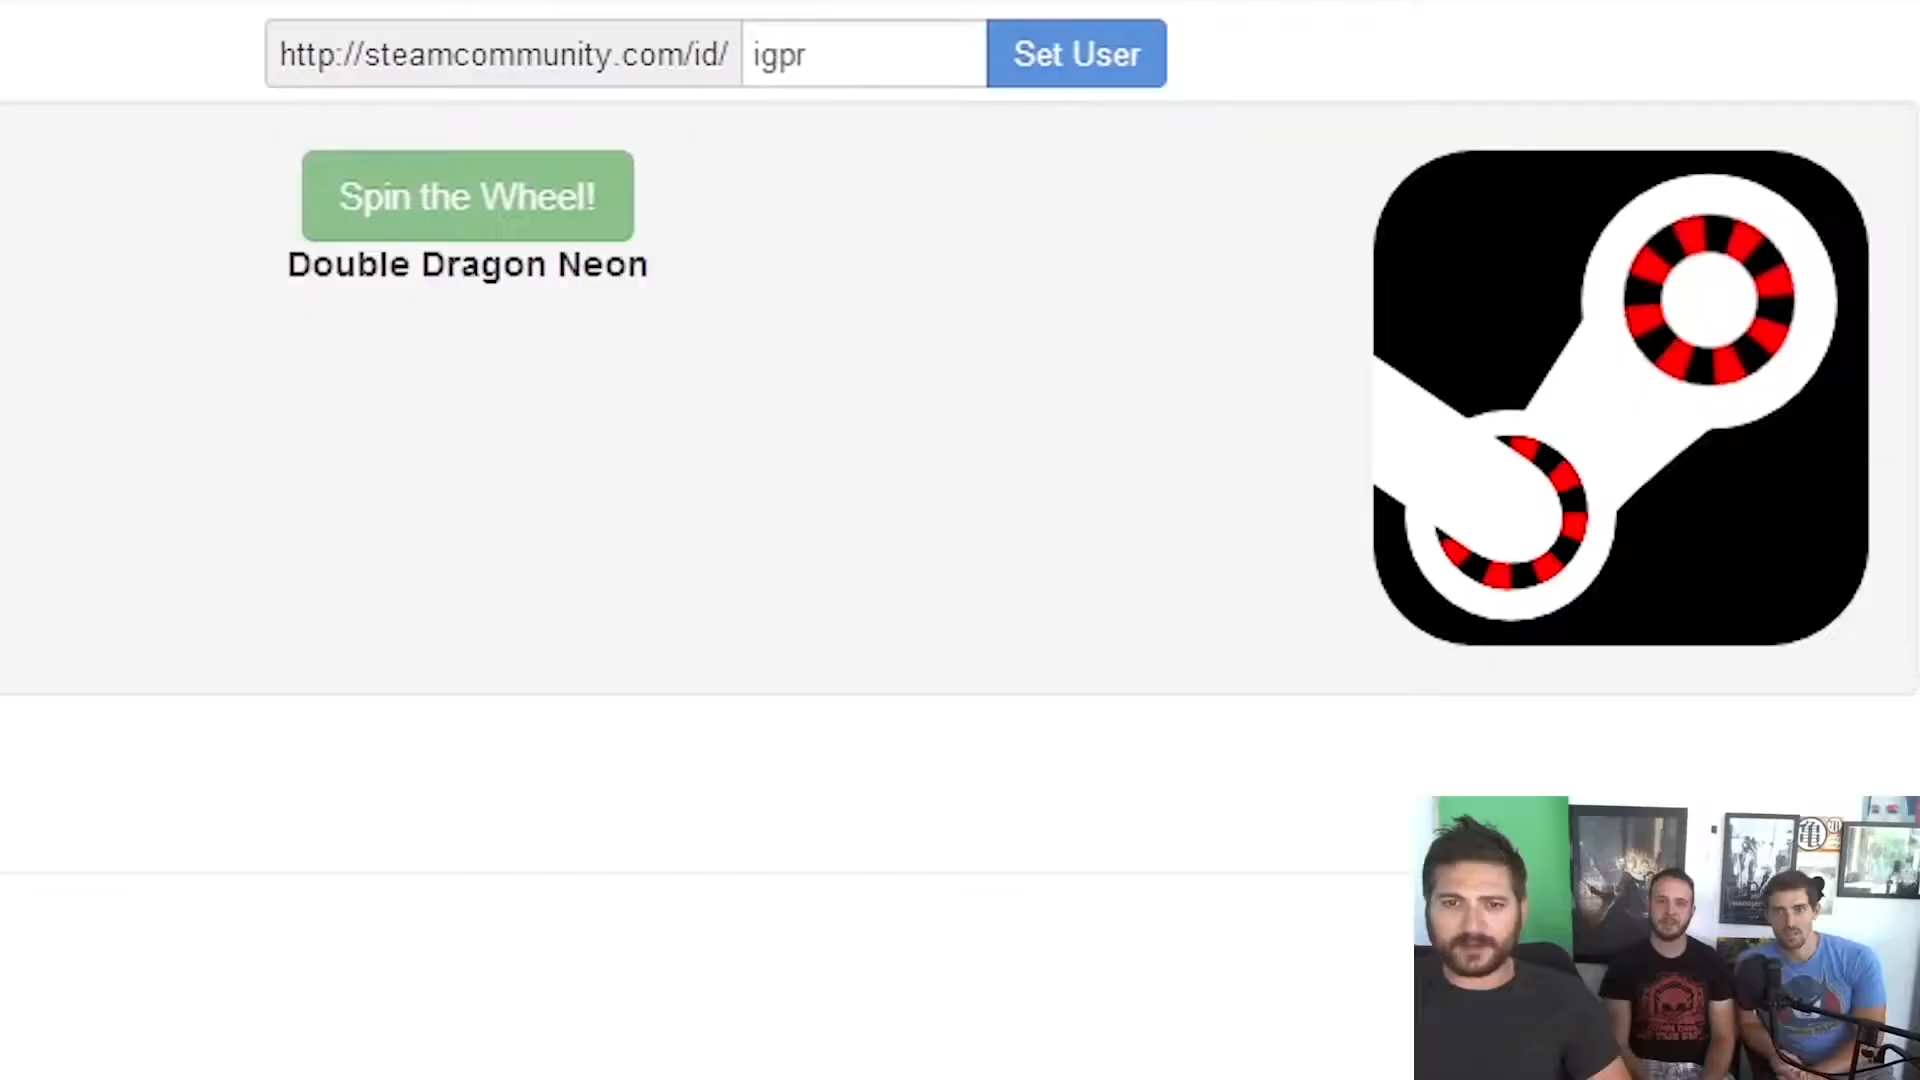 http://steamcommunity.com/id/ igpr Set User
Spin the Wheel!
Double Dragon Neon